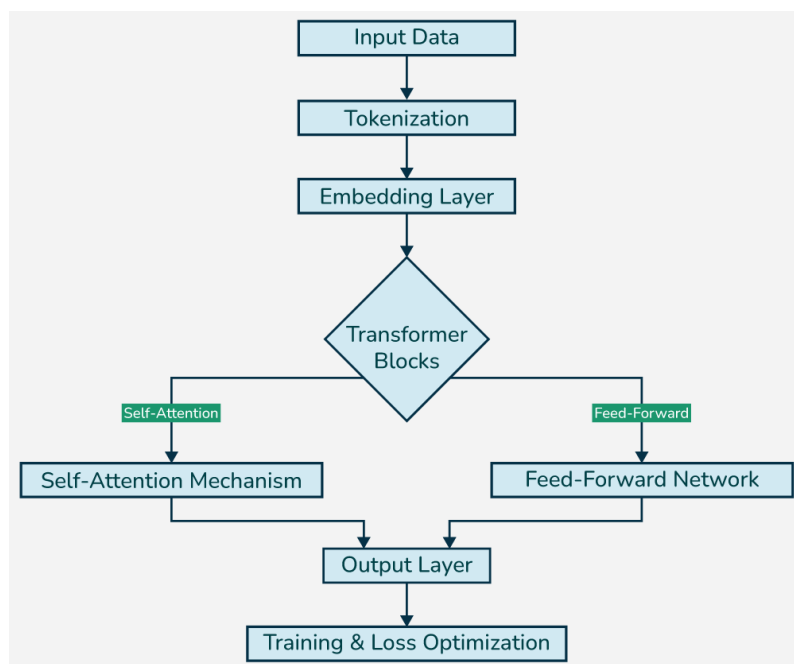 Input Data
Tokenization
Embedding Layer
Transformer
Blocks
Self-Attention
Feed-Forward
Self-Attention Mechanism
Feed-Forward Network
Output Layer
Training & Loss Optimization